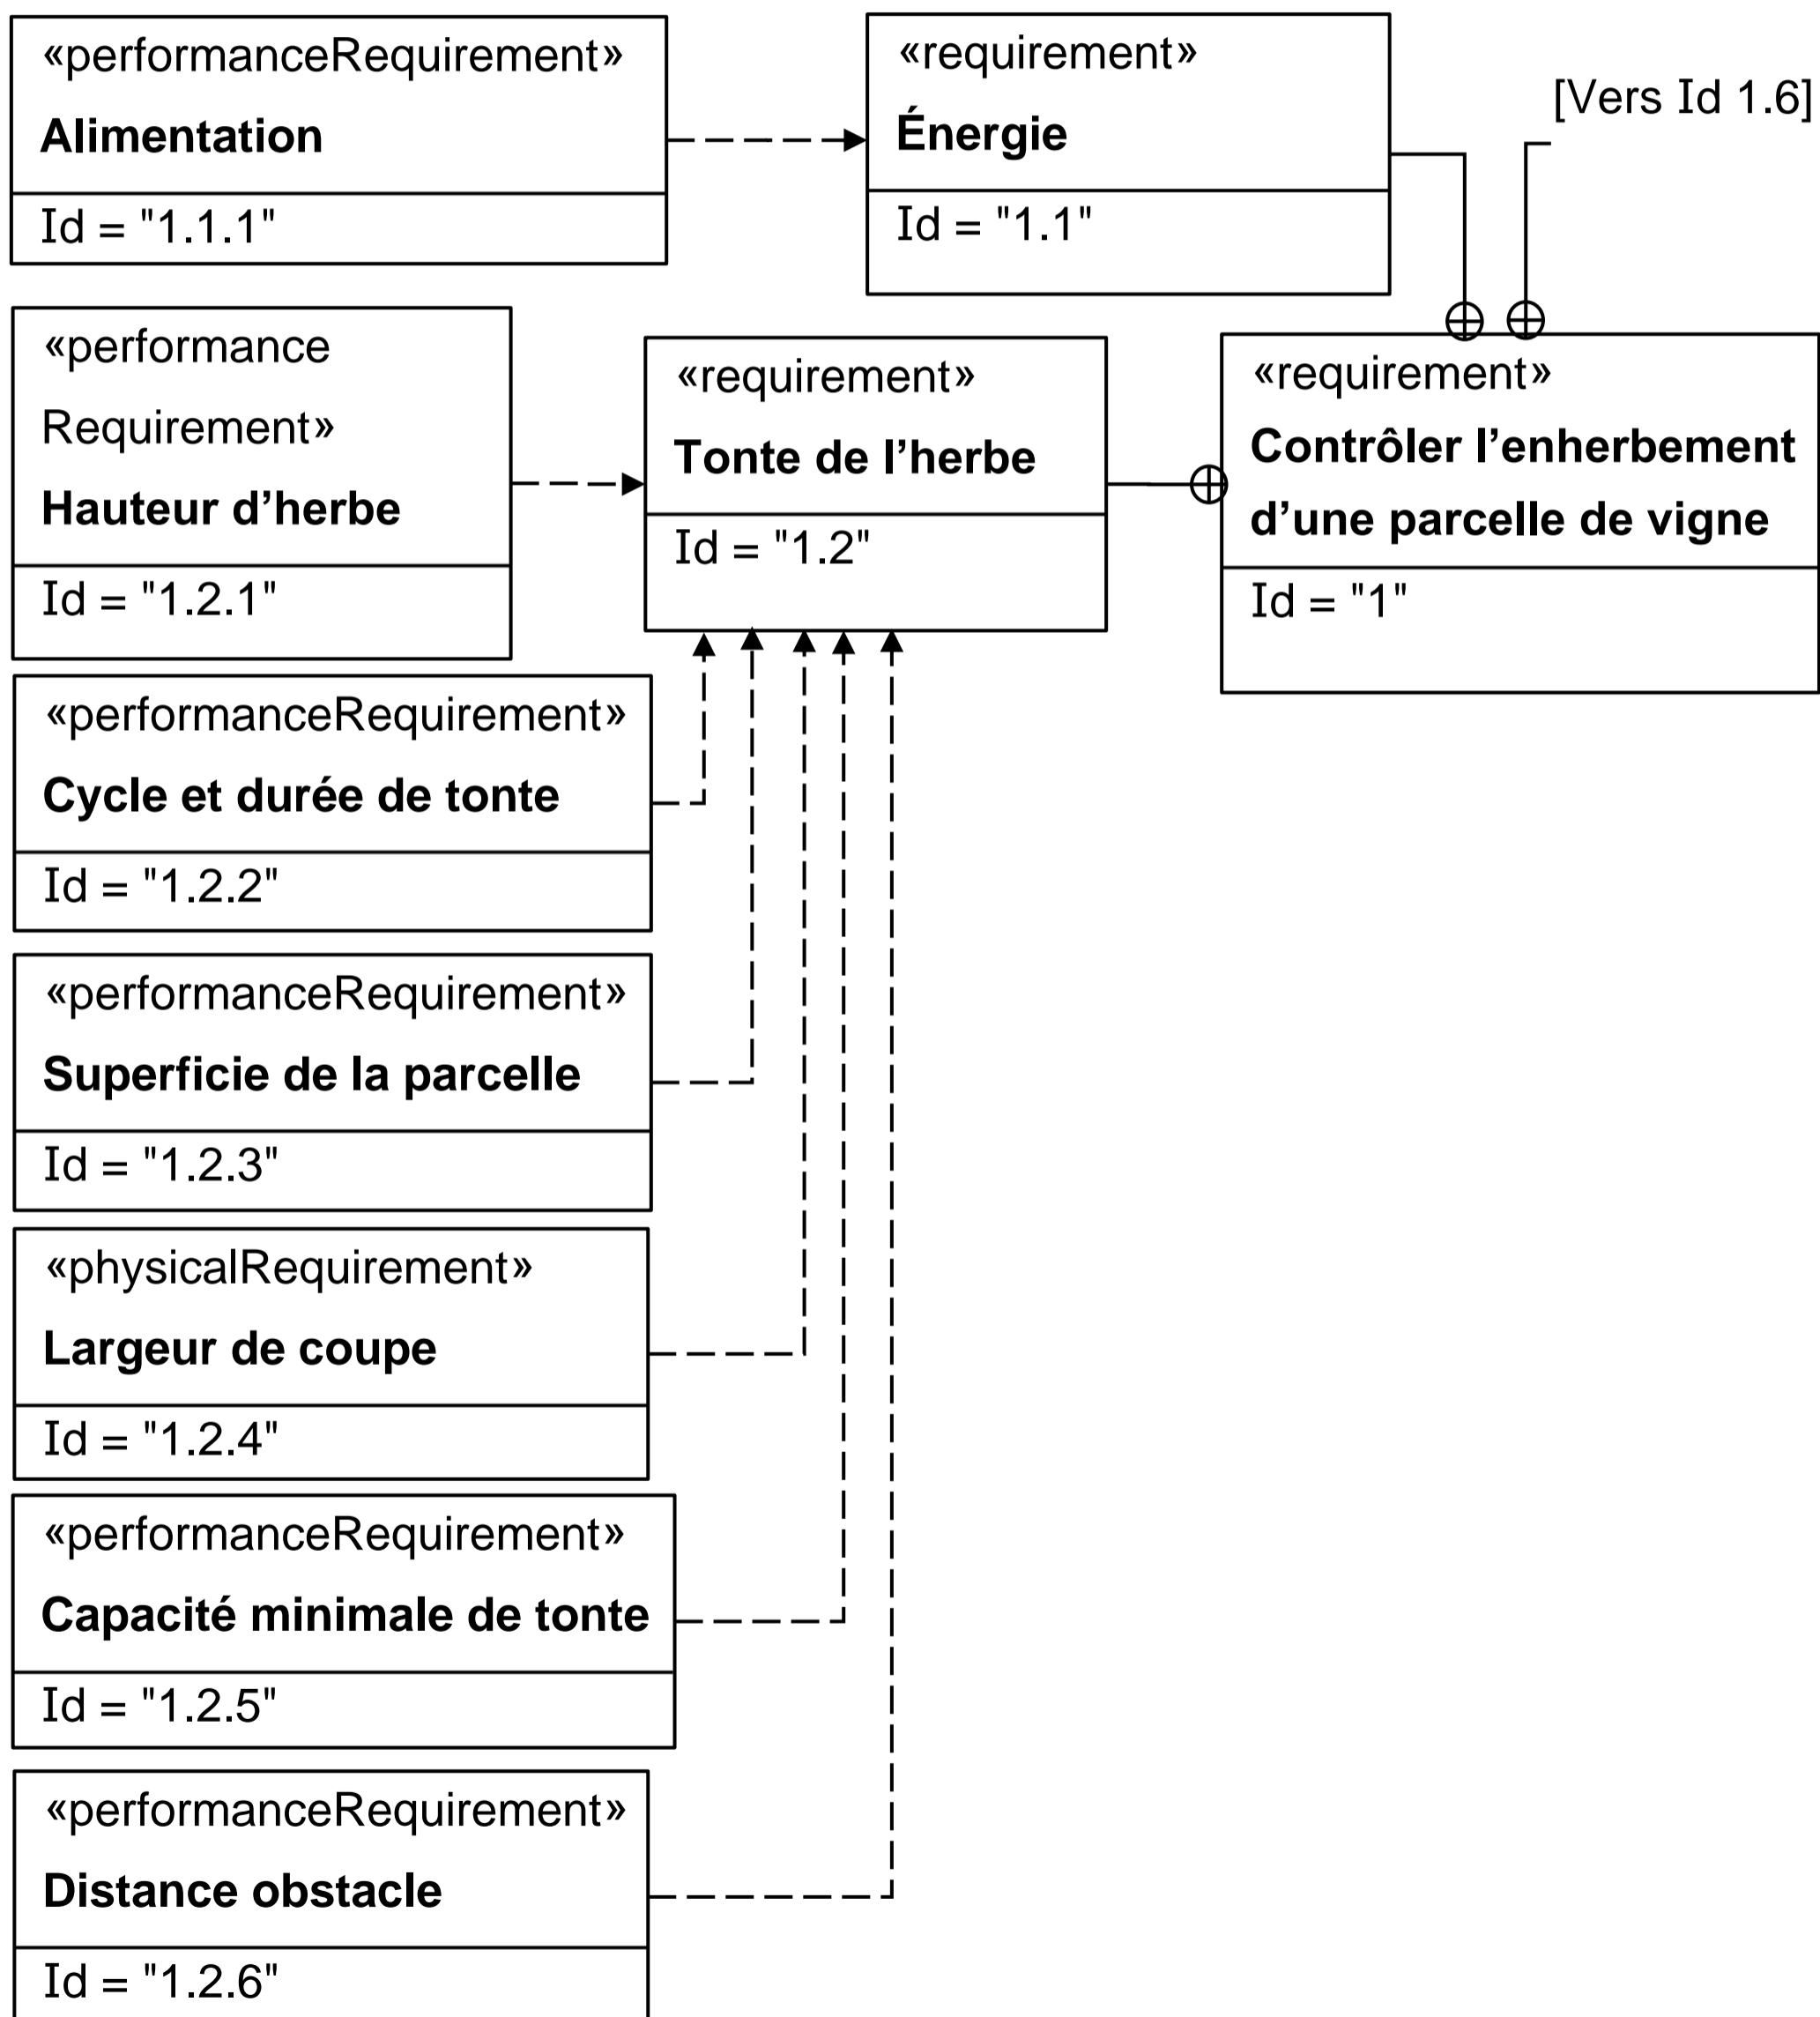 «performanceRequirement»
Alimentation
Id = "1.1.1"
«requirement»
Énergie
Id = "1.1"
[Vers Id 1.6]
«performance
Requirement»
Hauteur d’herbe
Id = "1.2.1"
«requirement»
Tonte de l’herbe
Id = "1.2"
«requirement»
Contrôler l’enherbement
d’une parcelle de vigne
Id = "1"
«performanceRequirement»
Cycle et durée de tonte
Id = "1.2.2"
«performanceRequirement»
Superficie de la parcelle
Id = "1.2.3"
«physicalRequirement»
Largeur de coupe
Id = "1.2.4"
«performanceRequirement»
Capacité minimale de tonte
Id = "1.2.5"
«performanceRequirement»
Distance obstacle
Id = "1.2.6"